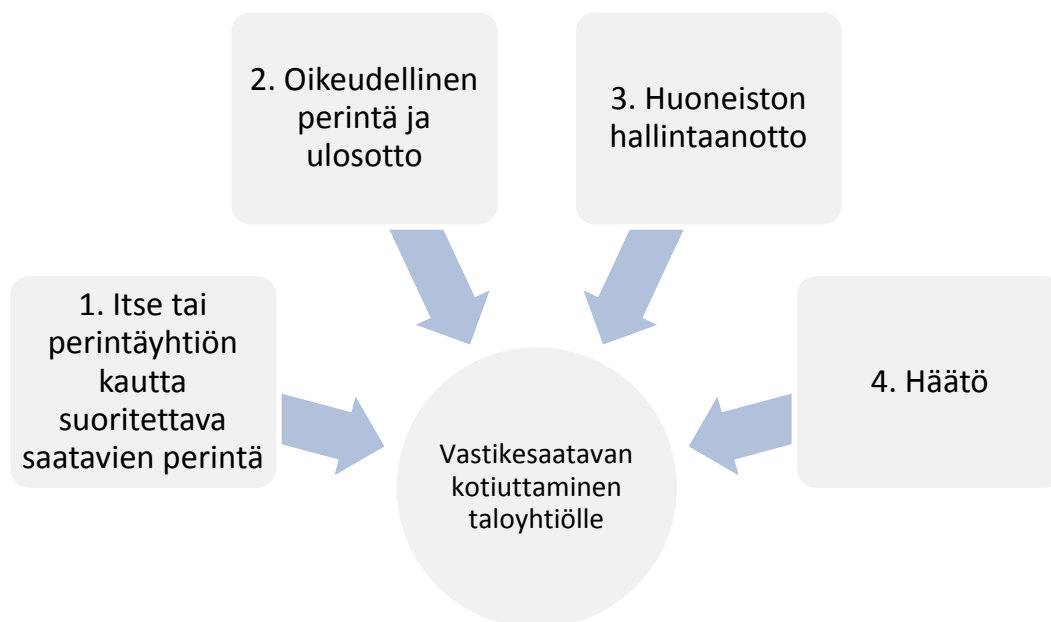 1. Itse tai
perintäyhtiön
kautta
suoritettava
saatavien perintä
2. Oikeudellinen
perintä ja
ulosotto
3. Huoneiston
hallintaanotto
4. Häätö
Vastikesaatavan
kotiuttaminen
taloyhtiölle